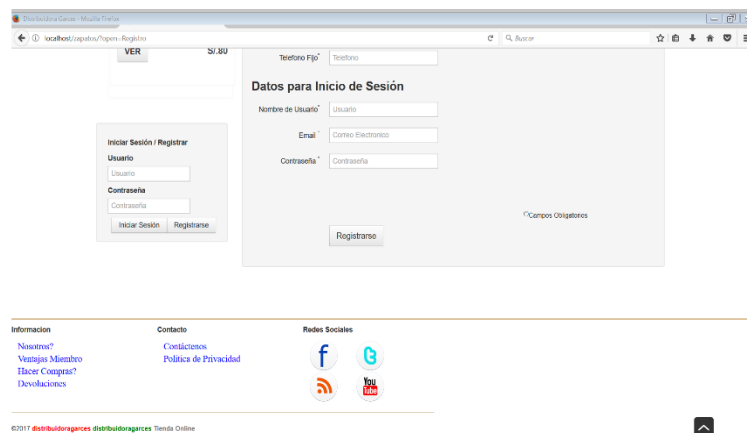 Distribuidora Garces - Mozilla Firefox
localhost/zapatos/?open=Registro
Buscar
VER S/.80
Telefono Fijo* Telefono
Datos para Inicio de Sesión
Nombre de Usuario* Usuario
Email * Correo Electronico
Contraseña * Contraseña
Iniciar Sesión / Registrar
Usuario
Usuario
Contraseña
Contraseña
Iniciar Sesión Registrarse
Campos Obligatorios
Registrarse
Informacion Contacto Redes Sociales
Nosotros? Contáctenos
Ventajas Miembro Politica de Privacidad
Hacer Compras?
Devoluciones
You
Tube
©2017 distribuidoragarces distribuidoragarces Tienda Online